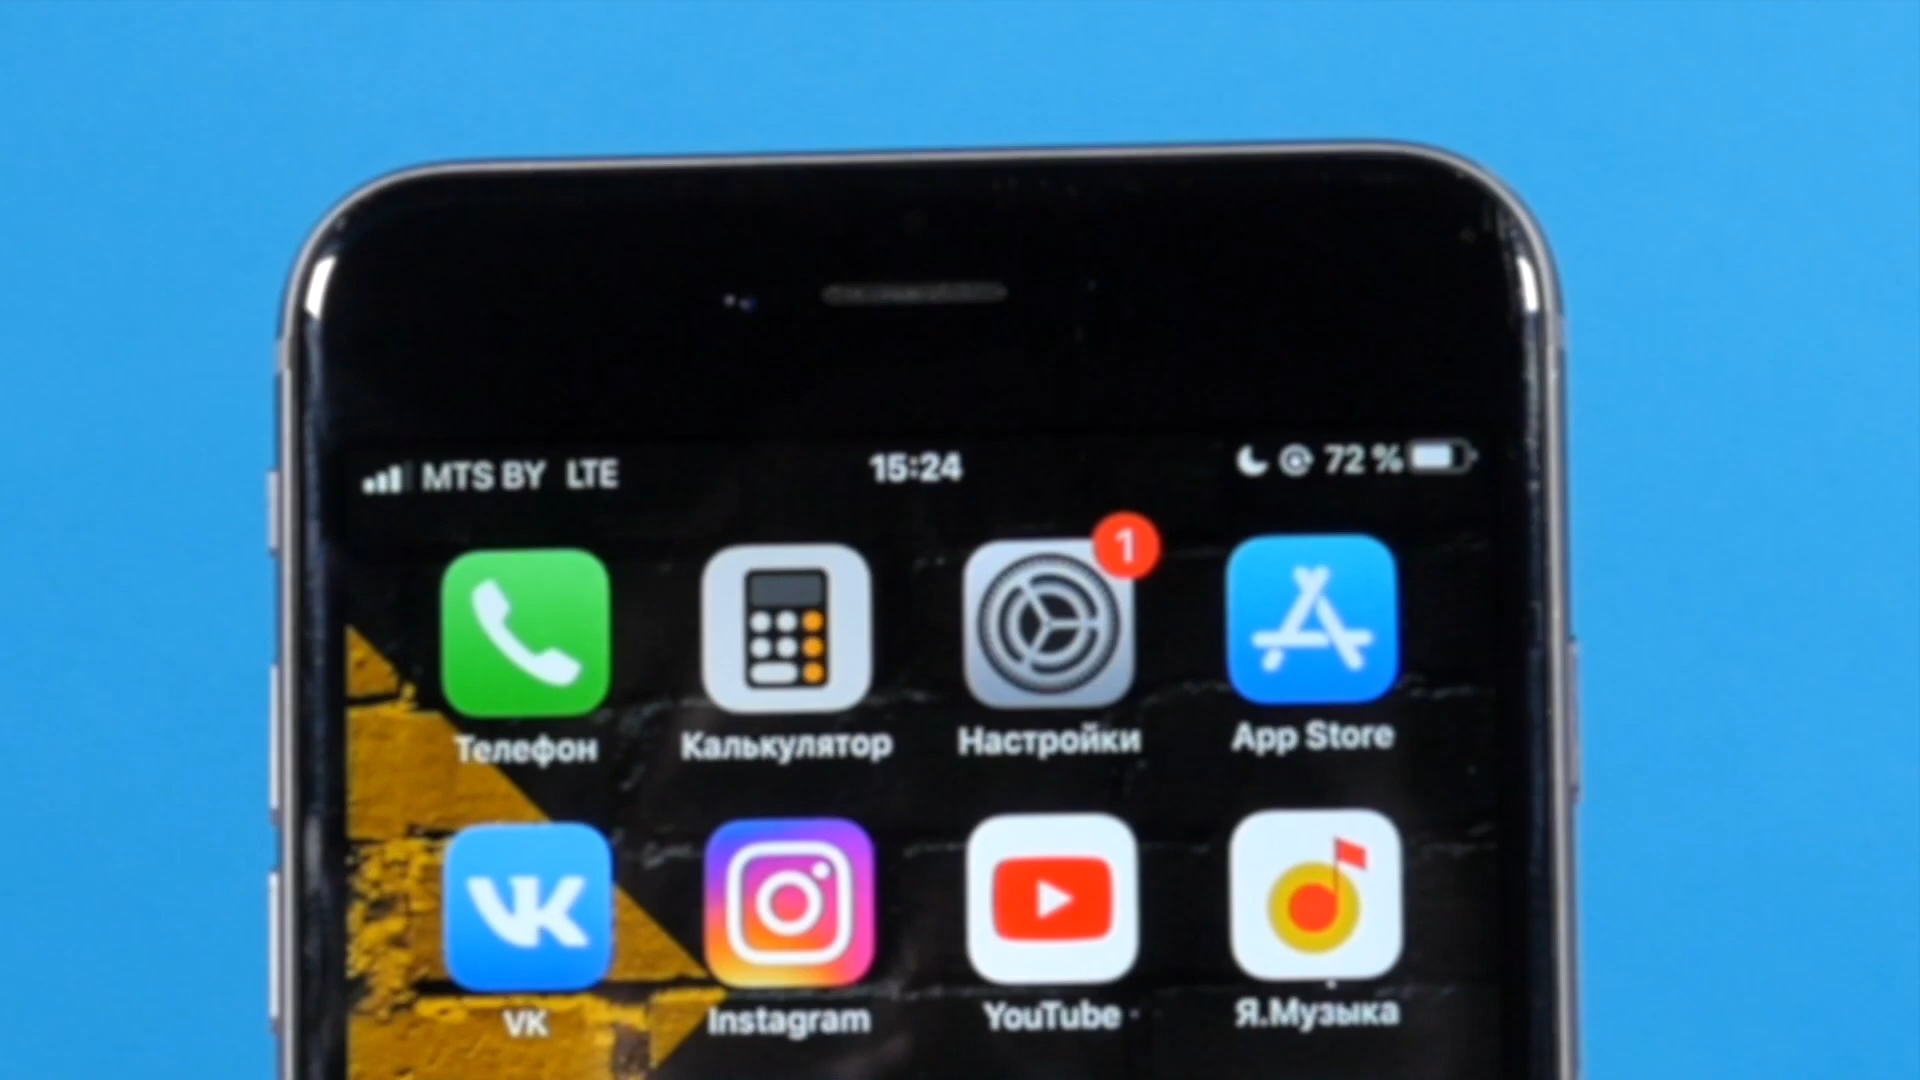 MTS BY LTE 15:24 72 %
1
Телефон Калькулятор Настройки App Store
VK Instagram YouTube Я.Музыка